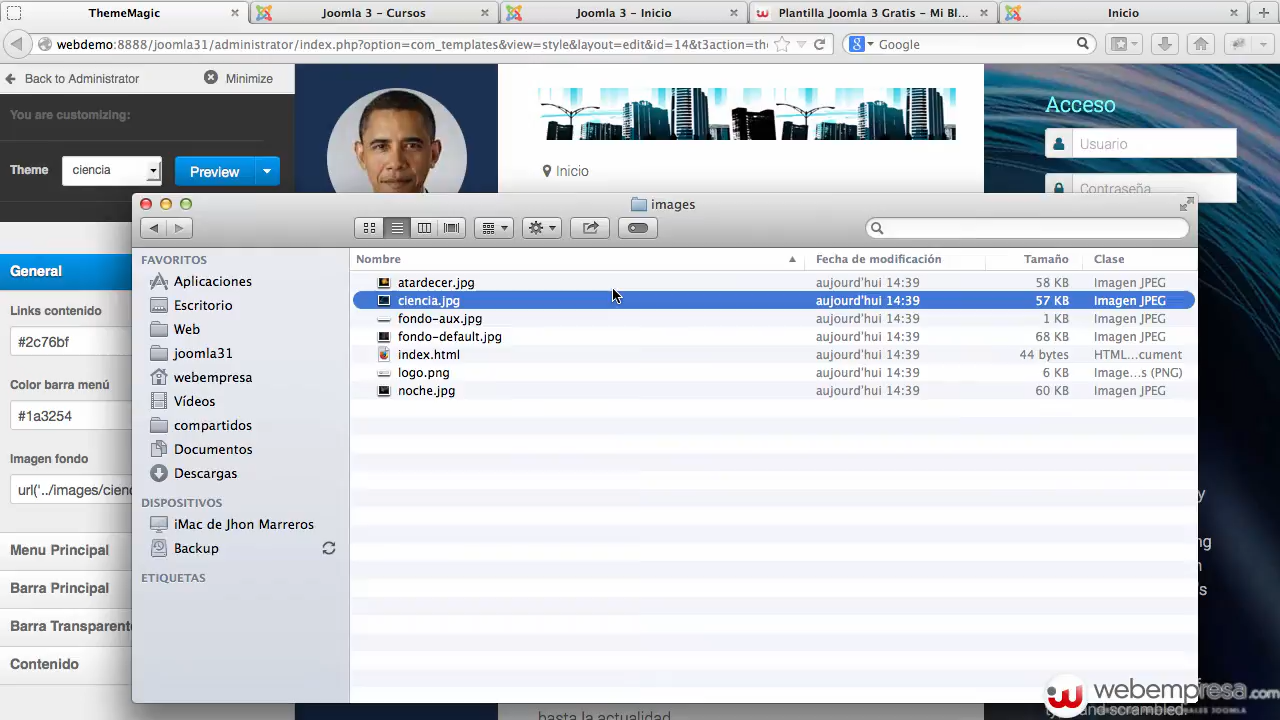 ThemeMagic
Joomla 3 - Cursos
Joomla 3 - Inicio
Plantilla Joomla 3 Gratis - Mi Bl...
Inicio
webdemo:8888/joomla31/administrator/index.php?option=com_templates&view=style&layout=edit&id=14&t3action=the
Google
Back to Administrator
Minimize
You are customizing:
Theme
ciencia
Preview
General
Links contenido
#2c76bf
Color barra menú
#1a3254
Imagen fondo
url('../images/cienc
Menu Principal
Barra Principal
Barra Transparente
Contenido
Inicio
Acceso
Usuario
Contraseña
images
FAVORITOS
Aplicaciones
Escritorio
Web
joomla31
webempresa
Vídeos
compartidos
Documentos
Descargas
DISPOSITIVOS
iMac de Jhon Marreros
Backup
ETIQUETAS
Nombre Fecha de modificación Tamaño Clase
atardecer.jpg aujourd'hui 14:39 58 KB Imagen JPEG
ciencia.jpg aujourd'hui 14:39 57 KB Imagen JPEG
fondo-aux.jpg aujourd'hui 14:39 1 KB Imagen JPEG
fondo-default.jpg aujourd'hui 14:39 68 KB Imagen JPEG
index.html aujourd'hui 14:39 44 bytes HTML...cument
logo.png aujourd'hui 14:39 6 KB Image...s (PNG)
noche.jpg aujourd'hui 14:39 60 KB Imagen JPEG
basta la actualidad
webempresa.com
and scrambled